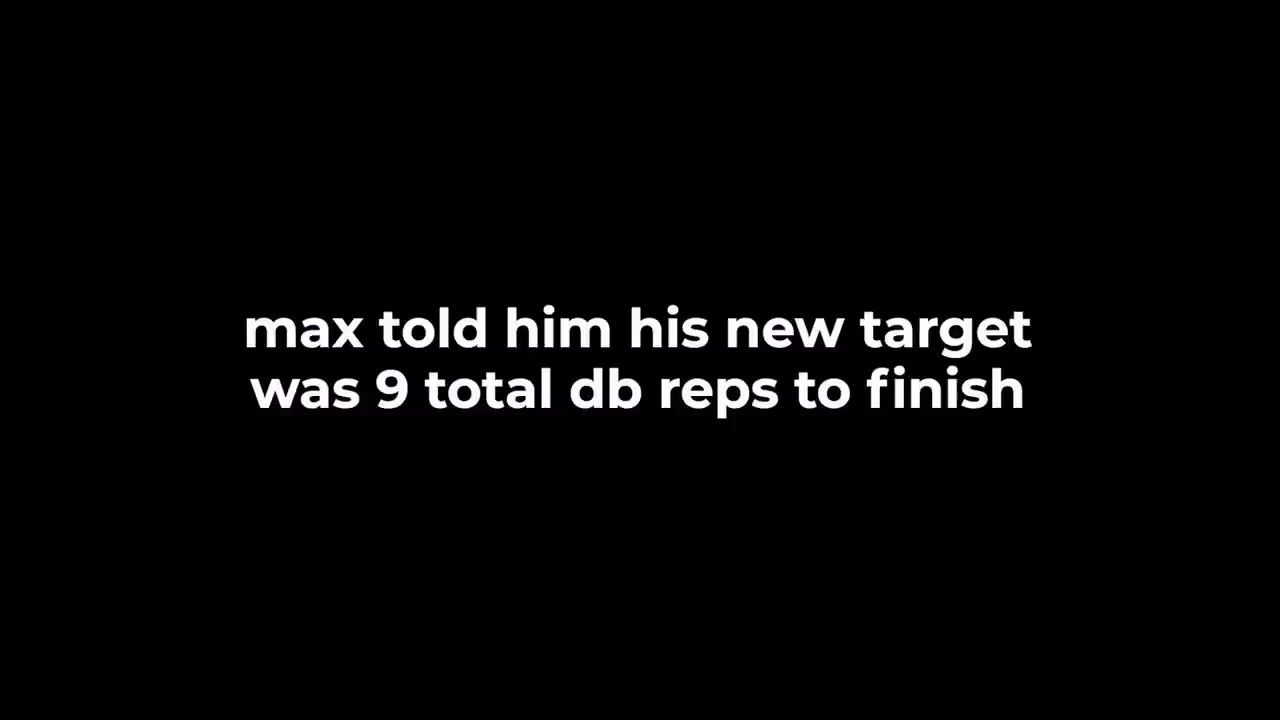 max told him his new target
was 9 total db reps to finish